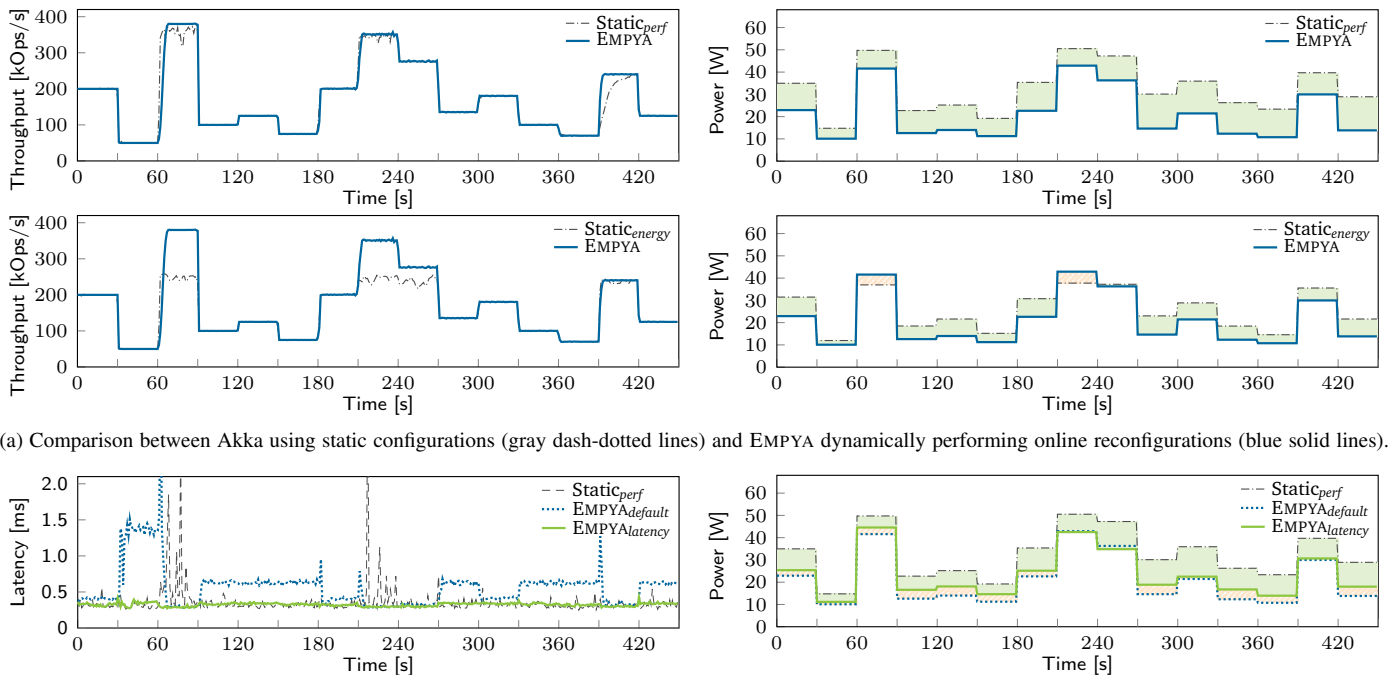 Throughput [kOps/s]
400
300
200
100
0
Static_perf
EMPYA
0 60 120 180 240 300 360 420
Time [s]
Power [W]
60
50
40
30
20
10
0
Static_perf
EMPYA
0 60 120 180 240 300 360 420
Time [s]
Throughput [kOps/s]
400
300
200
100
0
Static_energy
EMPYA
0 60 120 180 240 300 360 420
Time [s]
Power [W]
60
50
40
30
20
10
0
Static_energy
EMPYA
0 60 120 180 240 300 360 420
Time [s]
(a) Comparison between Akka using static configurations (gray dash-dotted lines) and EMPYA dynamically performing online reconfigurations (blue solid lines).
Latency [ms]
2.0
1.5
1.0
0.5
0
Static_perf
EMPYA_default
EMPYA_latency
0 60 120 180 240 300 360 420
Time [s]
Power [W]
60
50
40
30
20
10
0
Static_perf
EMPYA_default
EMPYA_latency
0 60 120 180 240 300 360 420
Time [s]